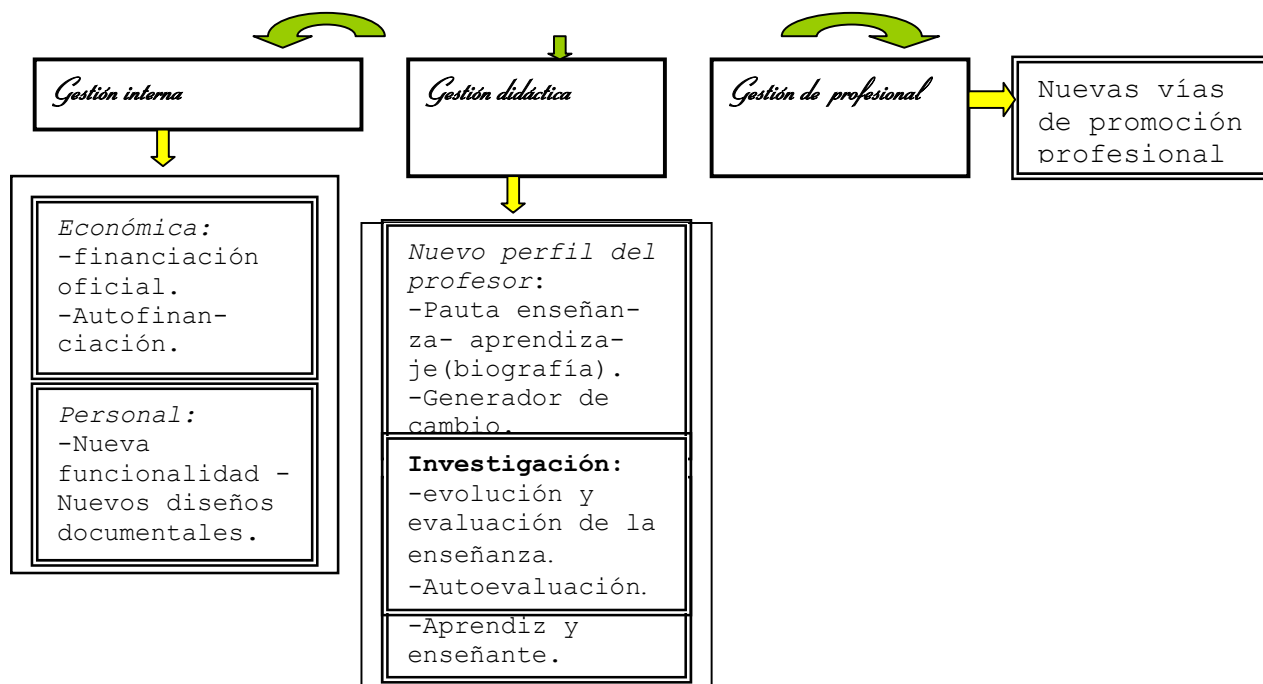 Gestión interna
Gestión didáctica
Gestión de profesional
Nuevas vías
de promoción
profesional
Económica:
-financiación
oficial.
-Autofinan-
ciación.
Personal:
-Nueva
funcionalidad -
Nuevos diseños
documentales.
Nuevo perfil del
profesor:
-Pauta enseñan-
za- aprendiza-
je(biografía).
-Generador de
cambio.
Investigación:
-evolución y
evaluación de la
enseñanza.
-Autoevaluación.
-Aprendiz y
enseñante.